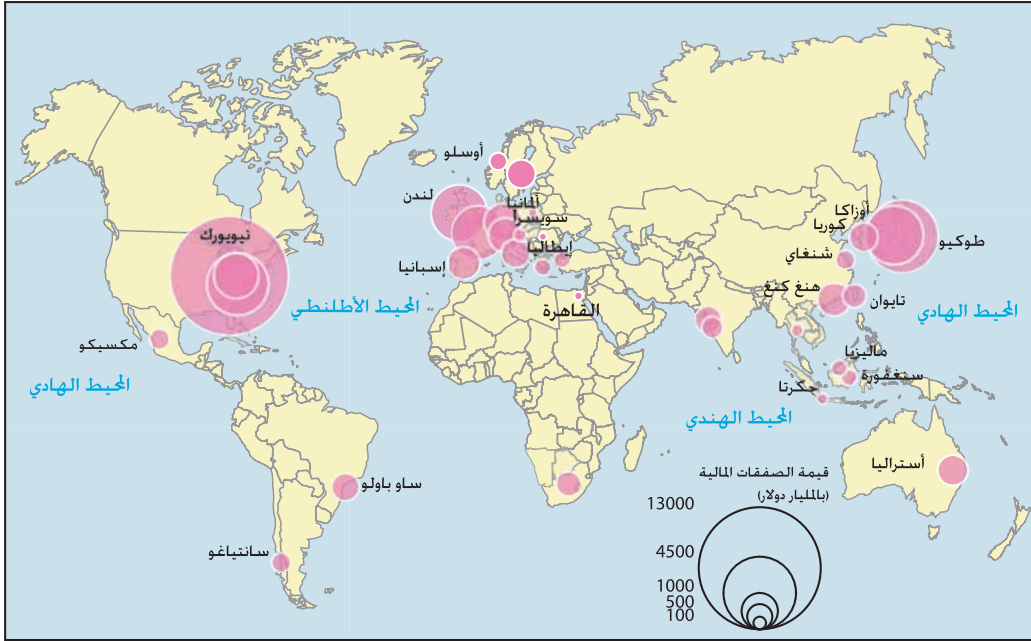 أوسلو
لندن
ألمانيا
سويسرا
إيطاليا
إسبانيا
نيويورك
المحيط الأطلنطي
القاهرة
أوزاكا
كوريا
طوكيو
شنغاي
هنغ كنغ
تايوان
المحيط الهادي
مكسيكو
المحيط الهادي
ماليزيا
سنغفورة
جكرتا
المحيط الهندي
أستراليا
ساو باولو
سانتياغو
قيمة الصفقات المالية
(بالمليار دولار)
13000
4500
1000
500
100